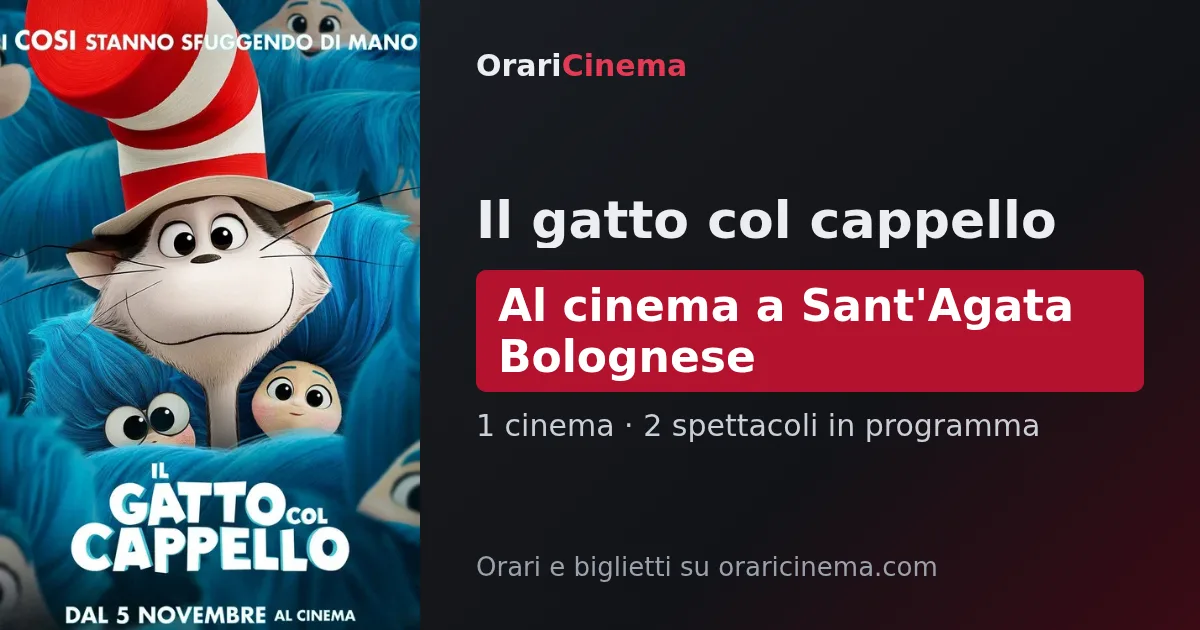 I COSI STANNO SFUGGENDO DI MANO
IL
GATTO COL
CAPPELLO
DAL 5 NOVEMBRE AL CINEMA
OrariCinema
Il gatto col cappello
Al cinema a Sant'Agata
Bolognese
1 cinema · 2 spettacoli in programma
Orari e biglietti su oraricinema.com